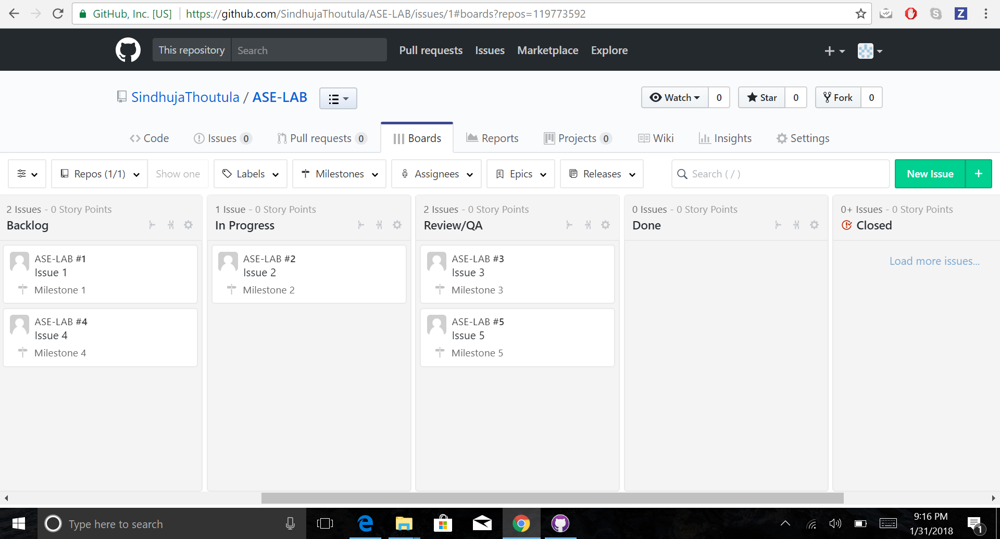 GitHub, Inc. [US] https://github.com/SindhujaThoutula/ASE-LAB/issues/1#boards?repos=119773592
Z
This repository Search Pull requests Issues Marketplace Explore
SindhujaThoutula / ASE-LAB Watch 0 Star 0 Fork 0
Code Issues 0 Pull requests 0 Boards Reports Projects 0 Wiki Insights Settings
Repos (1/1) Show one Labels Milestones Assignees Epics Releases Search ( / ) New Issue +
2 Issues - 0 Story Points
Backlog
ASE-LAB #1
Issue 1
Milestone 1
ASE-LAB #4
Issue 4
Milestone 4
1 Issue - 0 Story Points
In Progress
ASE-LAB #2
Issue 2
Milestone 2
2 Issues - 0 Story Points
Review/QA
ASE-LAB #3
Issue 3
Milestone 3
ASE-LAB #5
Issue 5
Milestone 5
0 Issues - 0 Story Points
Done
0+ Issues - 0 Story Points
Closed
Load more issues...
Type here to search
9:16 PM
1/31/2018
1